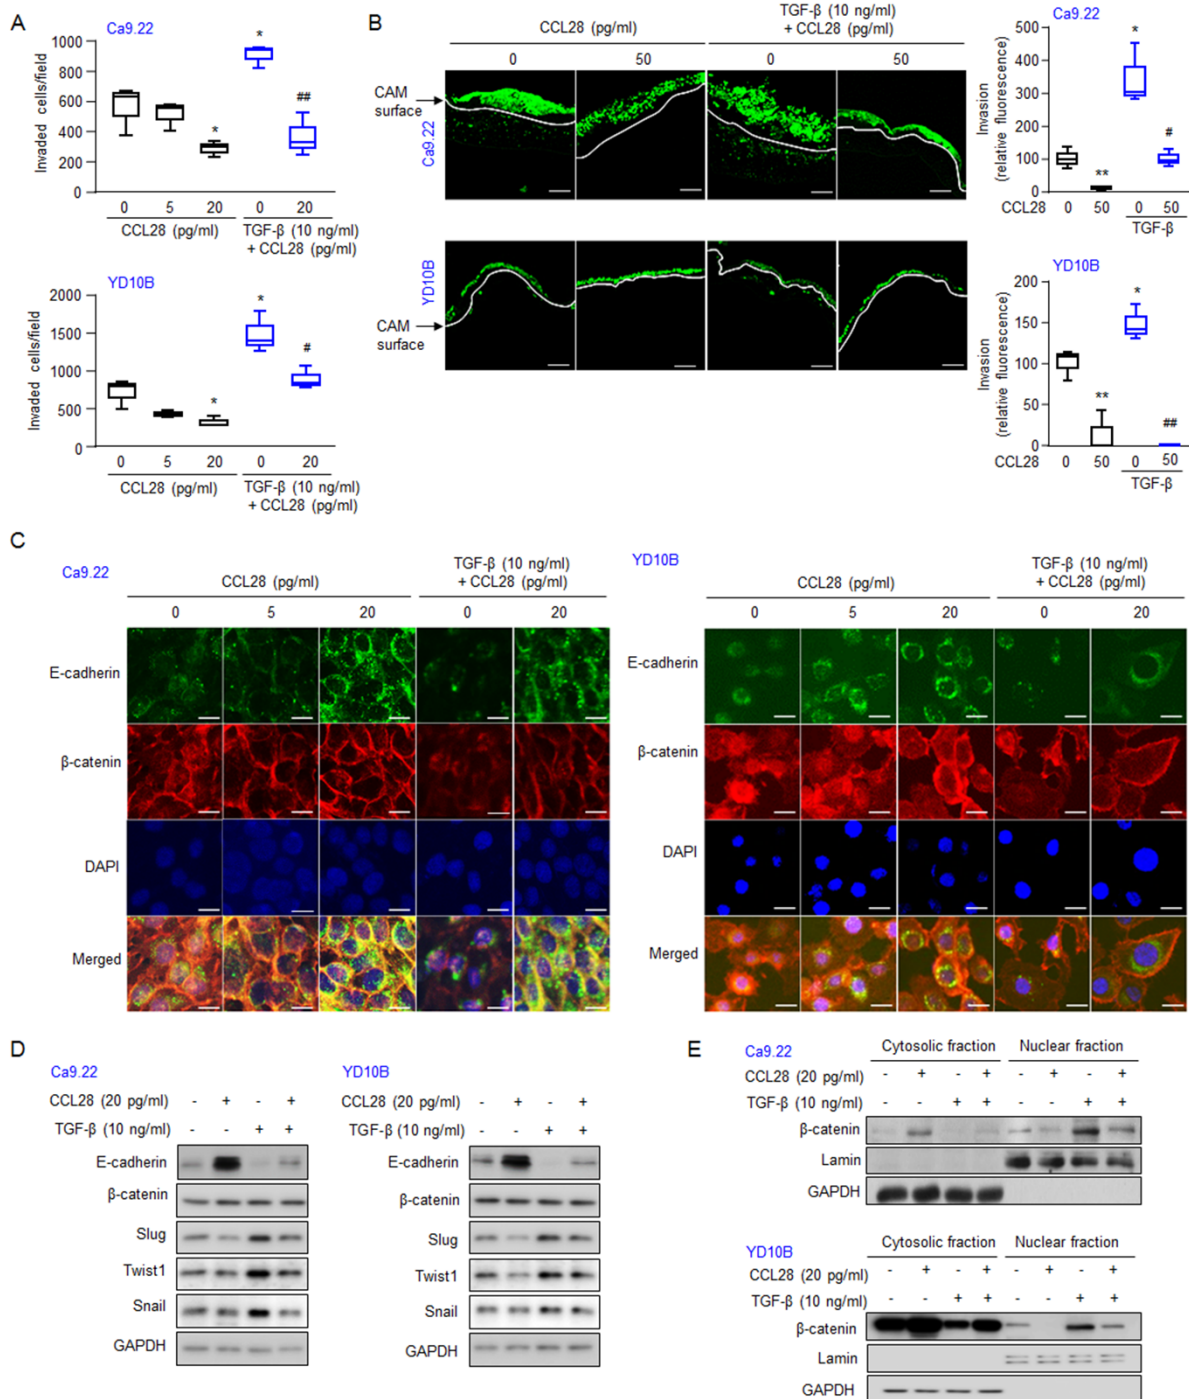 A
Ca9.22
Invaded cells/field
1000
800
600
400
200
0
*
*
##
0 5 20 0 20
CCL28 (pg/ml)
TGF-β (10 ng/ml)
+ CCL28 (pg/ml)
YD10B
Invaded cells/field
2000
1500
1000
500
0
*
*
#
0 5 20 0 20
CCL28 (pg/ml)
TGF-β (10 ng/ml)
+ CCL28 (pg/ml)
B
CCL28 (pg/ml)
TGF-β (10 ng/ml)
+ CCL28 (pg/ml)
0 50 0 50
CAM
surface
Ca9.22
YD10B
CAM
surface
Ca9.22
Invasion
(relative fluorescence)
500
400
300
200
100
0
**
*
#
CCL28 0 50 0 50
TGF-β
YD10B
Invasion
(relative fluorescence)
200
150
100
50
0
**
*
##
CCL28 0 50 0 50
TGF-β
C
Ca9.22
CCL28 (pg/ml)
TGF-β (10 ng/ml)
+ CCL28 (pg/ml)
0 5 20 0 20
E-cadherin
β-catenin
DAPI
Merged
YD10B
CCL28 (pg/ml)
TGF-β (10 ng/ml)
+ CCL28 (pg/ml)
0 5 20 0 20
E-cadherin
β-catenin
DAPI
Merged
D
Ca9.22
CCL28 (20 pg/ml) - + - +
TGF-β (10 ng/ml) - - + +
E-cadherin
β-catenin
Slug
Twist1
Snail
GAPDH
YD10B
CCL28 (20 pg/ml) - + - +
TGF-β (10 ng/ml) - - + +
E-cadherin
β-catenin
Slug
Twist1
Snail
GAPDH
E
Ca9.22
Cytosolic fraction Nuclear fraction
CCL28 (20 pg/ml) - + - + - + - +
TGF-β (10 ng/ml) - - + + - - + +
β-catenin
Lamin
GAPDH
YD10B
Cytosolic fraction Nuclear fraction
CCL28 (20 pg/ml) - + - + - + - +
TGF-β (10 ng/ml) - - + + - - + +
β-catenin
Lamin
GAPDH